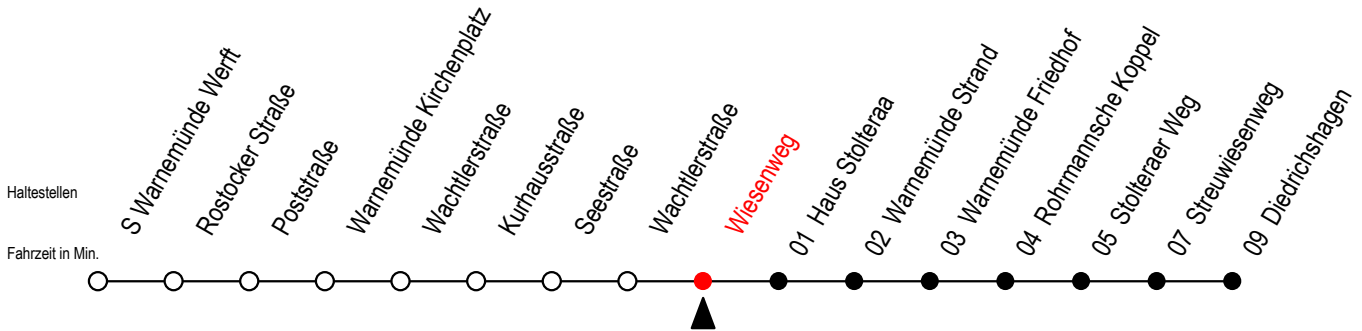 Haltestellen
Fahrzeit in Min.
S Warnemünde Werft
Rostocker Straße
Poststraße
Warnemünde Kirchenplatz
Wachtlerstraße
Kurhausstraße
Seestraße
Wachtlerstraße
Wiesenweg
01 Haus Stolteraa
02 Warnemünde Strand
03 Warnemünde Friedhof
04 Rohrmannsche Koppel
05 Stolteraer Weg
07 Streuwiesenweg
09 Diedrichshagen